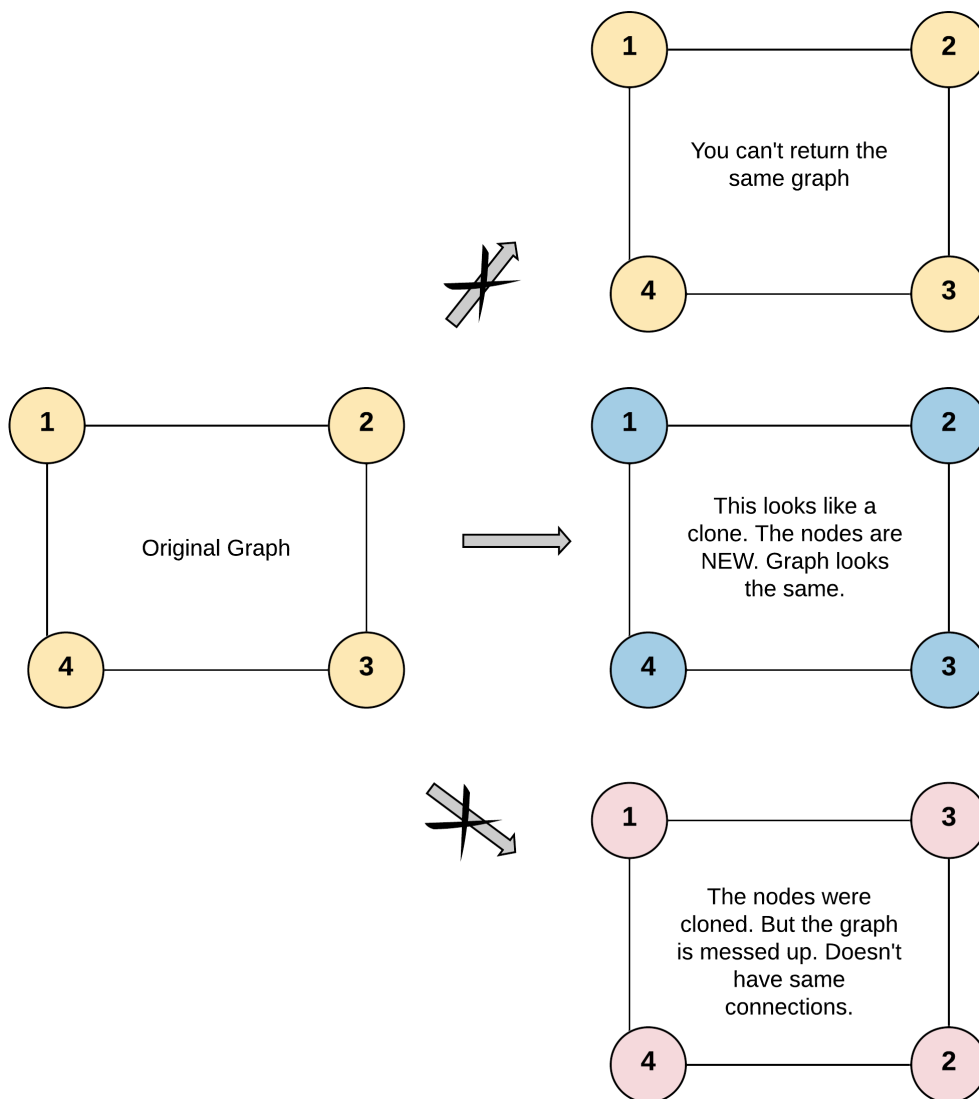 1
2
You can't return the
same graph
4
3
1
2
Original Graph
4
3
1
2
This looks like a
clone. The nodes are
NEW. Graph looks
the same.
4
3
1
3
The nodes were
cloned. But the graph
is messed up. Doesn't
have same
connections.
4
2